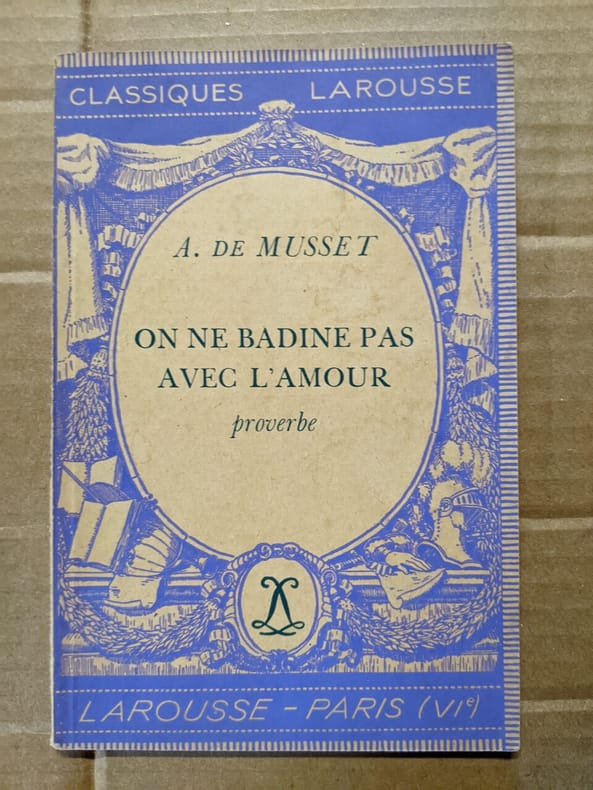 CLASSIQUES LAROUSSE
A. DE MUSSET
ON NE BADINE PAS
AVEC L'AMOUR
proverbe
LAROUSSE - PARIS (VIe)